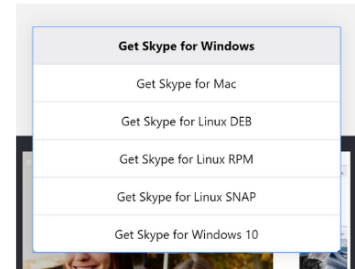 Get Skype for Windows
Get Skype for Mac
Get Skype for Linux DEB
Get Skype for Linux RPM
Get Skype for Linux SNAP
Get Skype for Windows 10